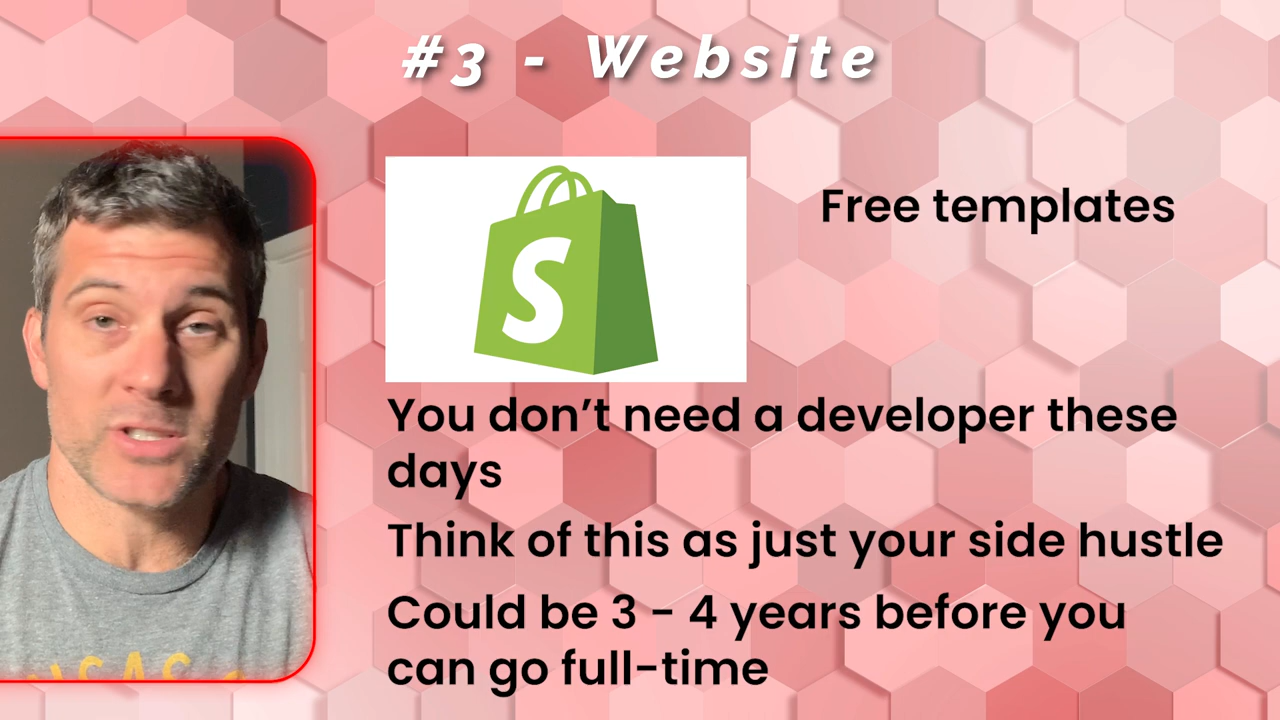 #3 - Website
S
Free templates
You don’t need a developer these
days
Think of this as just your side hustle
Could be 3 - 4 years before you
can go full-time